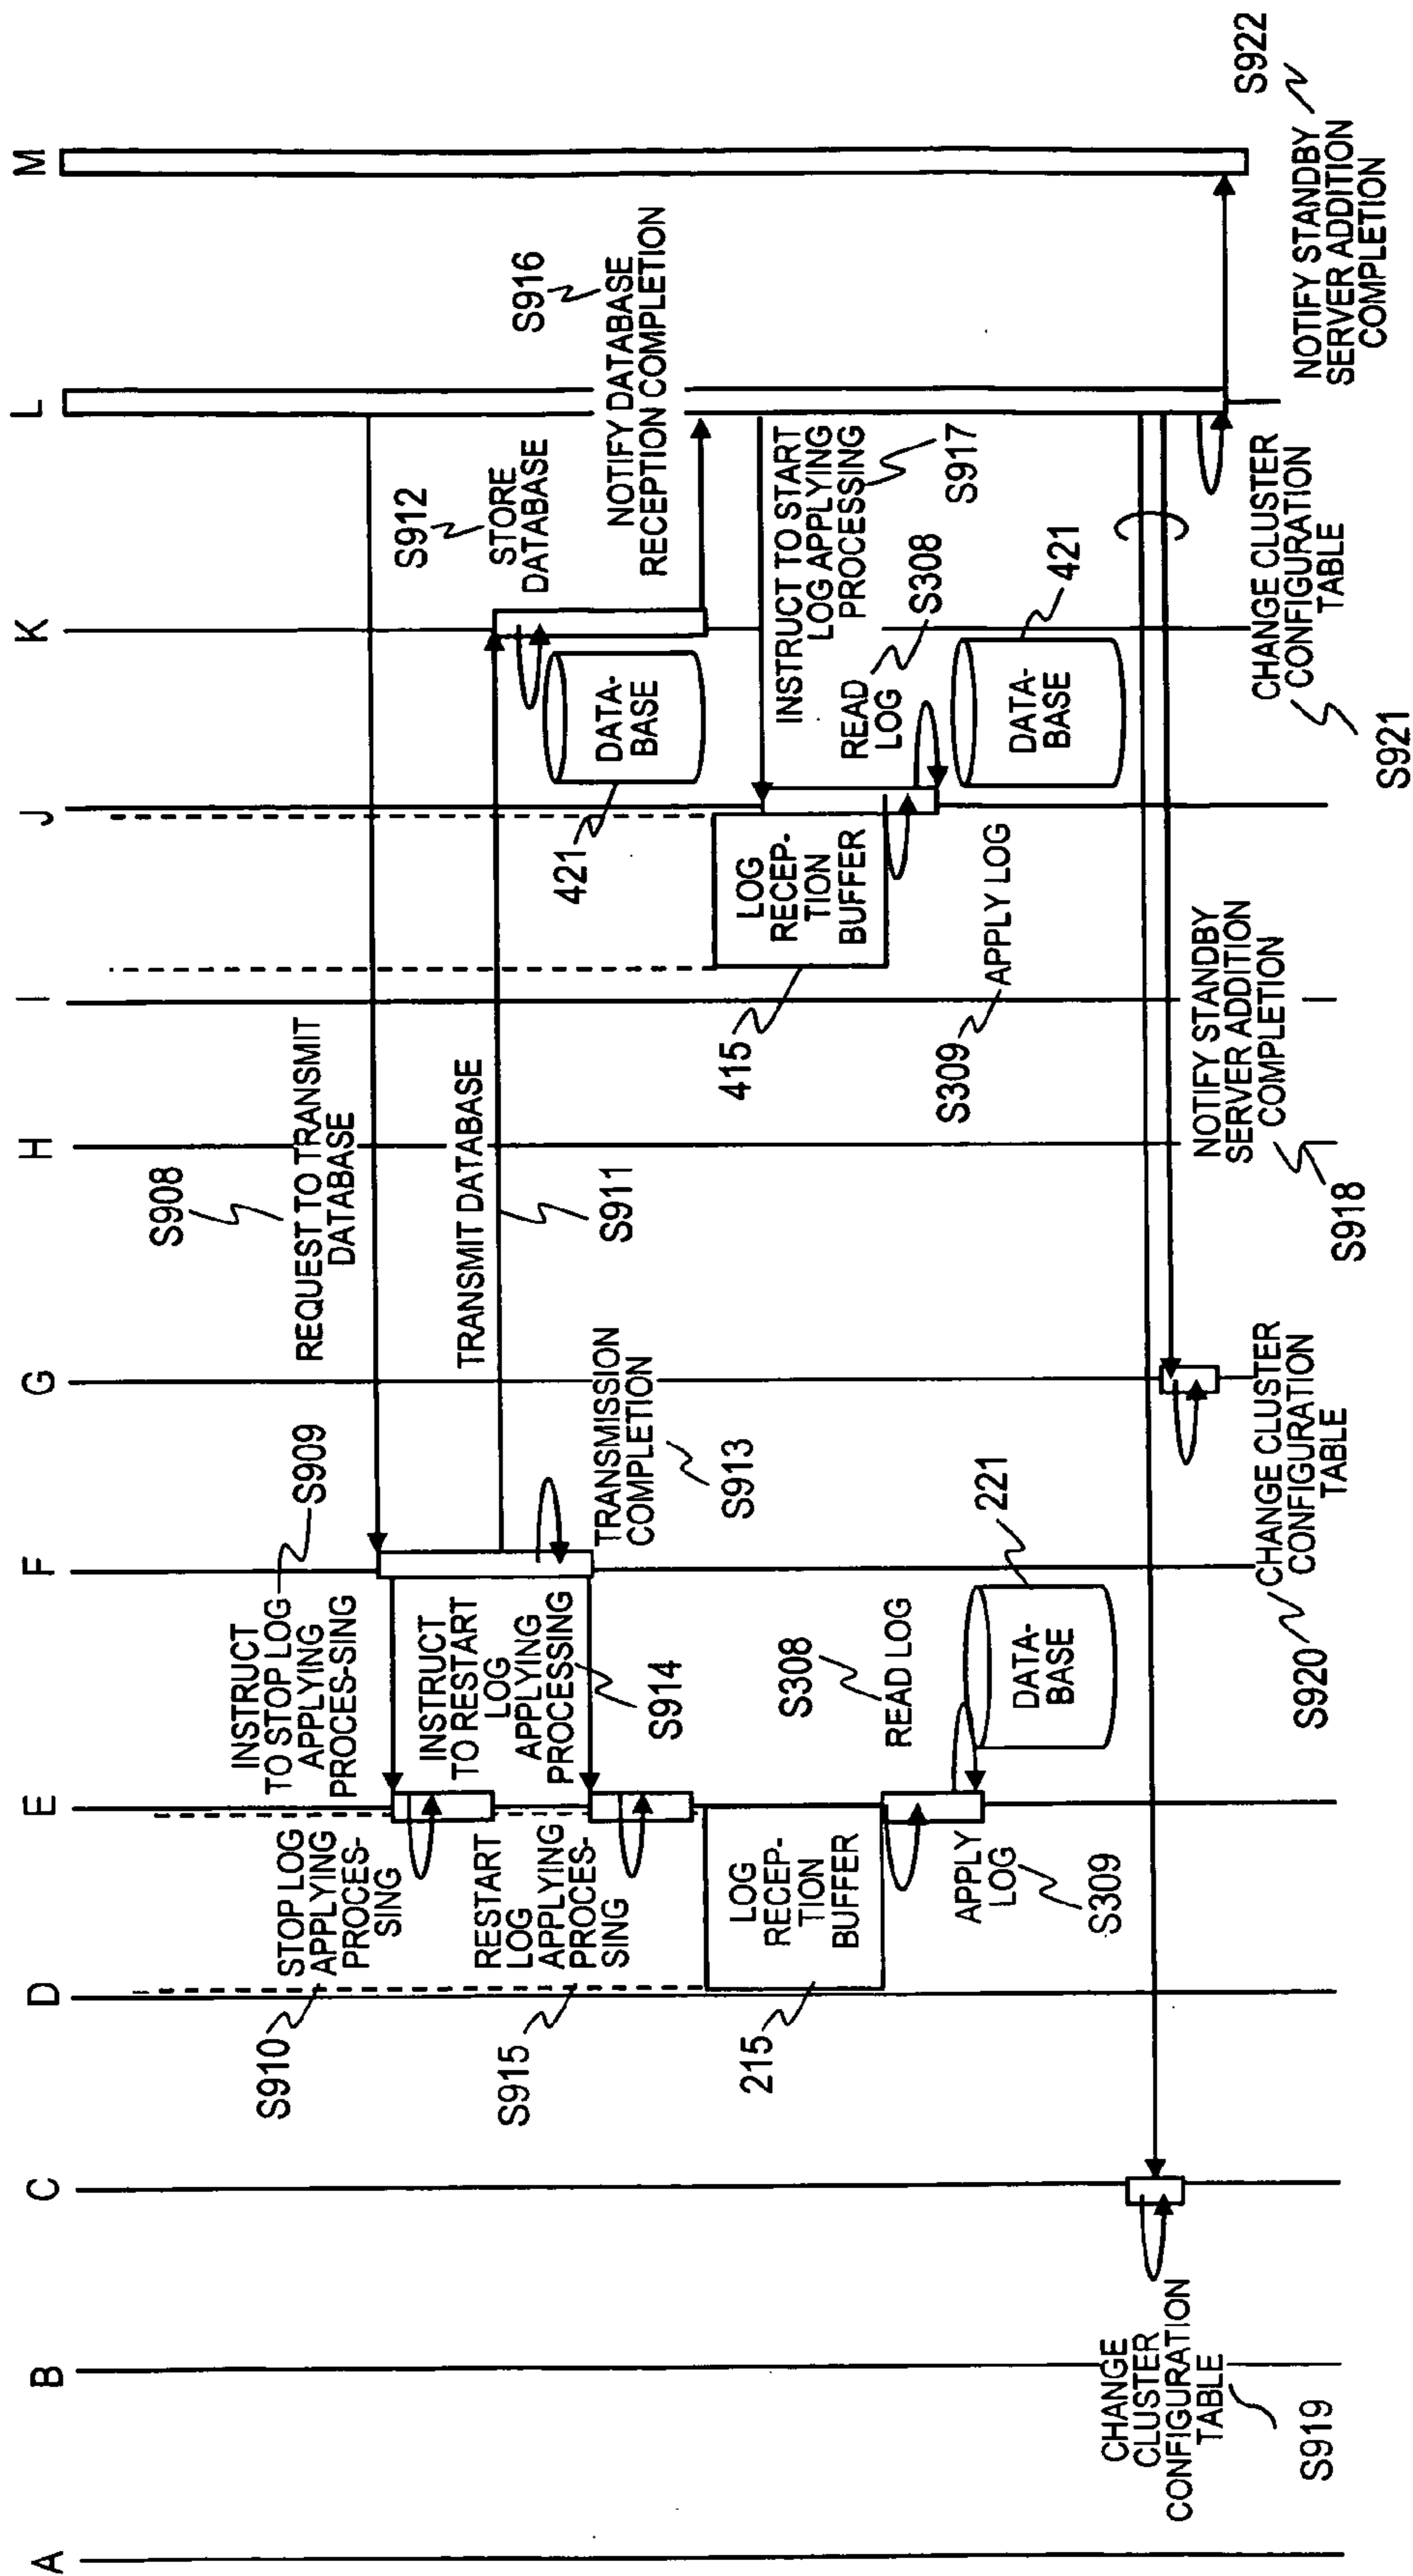 A
B
C
D
E
F
G
H
I
J
K
L
M
S908
REQUEST TO TRANSMIT
DATABASE
S909
INSTRUCT
TO STOP LOG
APPLYING
PROCES-SING
STOP LOG
APPLYING
PROCES-
SING
S910
TRANSMIT DATABASE
S911
S912
STORE
DATABASE
DATA-
BASE
421
TRANSMISSION
COMPLETION
S913
INSTRUCT
TO RESTART
LOG
APPLYING
PROCESSING
S914
RESTART
LOG
APPLYING
PROCES-
SING
S915
S916
NOTIFY DATABASE
RECEPTION COMPLETION
INSTRUCT TO START
LOG APPLYING
PROCESSING
S917
LOG
RECEP-
TION
BUFFER
215
LOG
RECEP-
TION
BUFFER
415
READ LOG
S308
APPLY
LOG
S309
DATA-
BASE
221
READ
LOG
S308
S309
APPLY LOG
DATA-
BASE
421
NOTIFY STANDBY
SERVER ADDITION
COMPLETION
S918
CHANGE
CLUSTER
CONFIGURATION
TABLE
S919
CHANGE CLUSTER
CONFIGURATION
TABLE
S920
CHANGE CLUSTER
CONFIGURATION
TABLE
S921
NOTIFY STANDBY
SERVER ADDITION
COMPLETION
S922